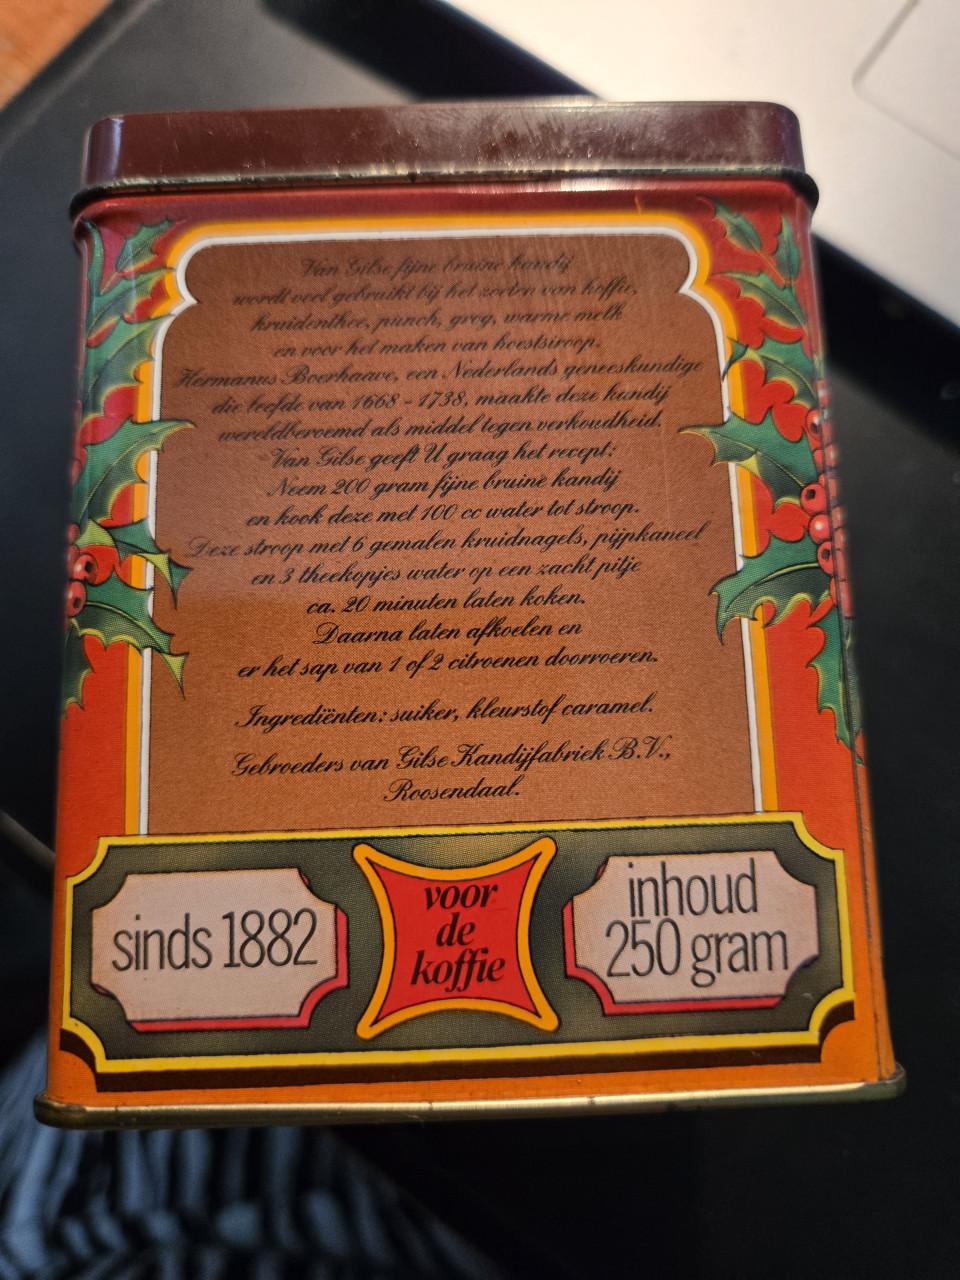 Van Gilse fijne bruine kandij
wordt veel gebruikt bij het zoeten van koffie,
kruidenthee, punch, grog, warme melk
en voor het maken van hoestsiroop.
Hermanus Boerhaave, een Nederlands geneeskundige
die leefde van 1668 - 1738, maakte deze kandij
wereldberoemd als middel tegen verkoudheid.
Van Gilse geeft U graag het recept:
Neem 200 gram fijne bruine kandij
en kook deze met 100 cc water tot stroop.
Deze stroop met 6 gemalen kruidnagels, pijpkaneel
en 3 theekopjes water op een zacht pitje
ca. 20 minuten laten koken.
Daarna laten afkoelen en
er het sap van 1 of 2 citroenen doorroeren.
Ingrediënten: suiker, kleurstof caramel.
Gebroeders van Gilse Kandijfabriek B.V.,
Roosendaal.
sinds 1882
voor
de
koffie
inhoud
250 gram